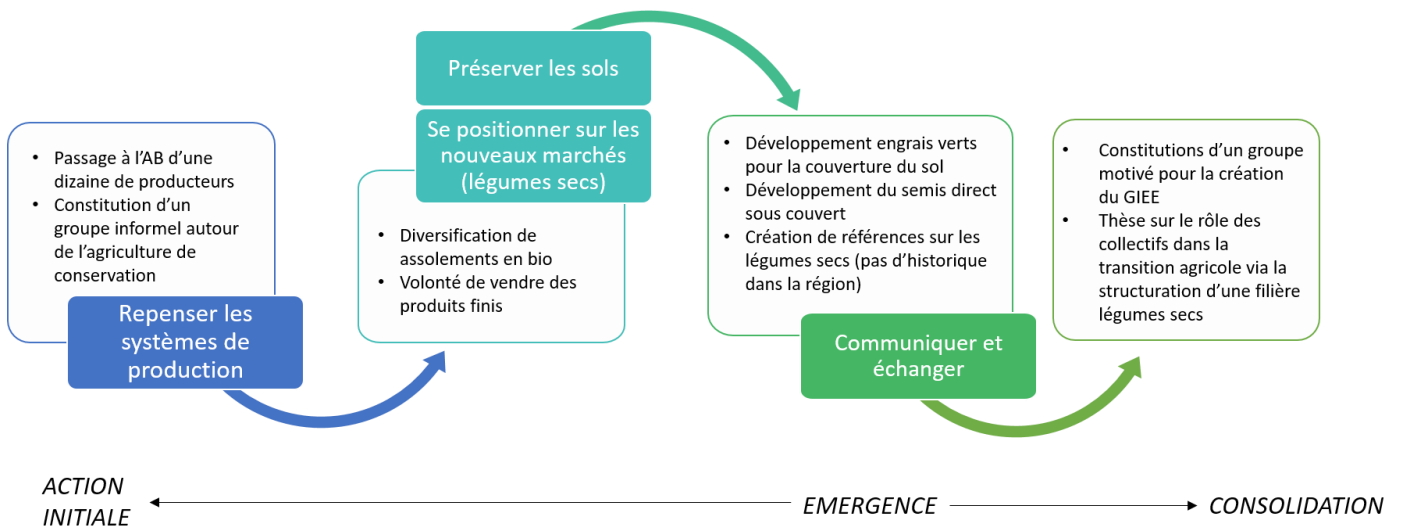 • Passage à l’AB d’une
dizaine de producteurs
• Constitution d’un
groupe informel autour
de l’agriculture de
conservation
Repenser les
systèmes de
production
Préserver les sols
Se positionner sur les
nouveaux marchés
(légumes secs)
• Diversification de
assolements en bio
• Volonté de vendre des
produits finis
• Développement engrais verts
pour la couverture du sol
• Développement du semis direct
sous couvert
• Création de références sur les
légumes secs (pas d’historique
dans la région)
Communiquer et
échanger
• Constitutions d’un groupe
motivé pour la création
du GIEE
• Thèse sur le rôle des
collectifs dans la
transition agricole via la
structuration d’une filière
légumes secs
ACTION
INITIALE
EMERGENCE
CONSOLIDATION